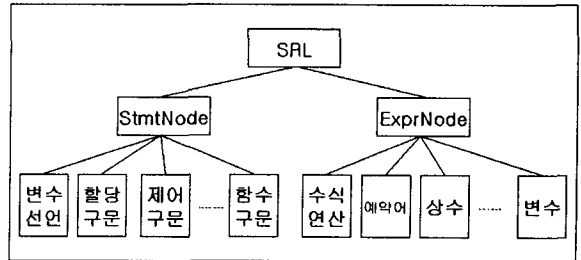 SRL
StmtNode ExprNode
변수 할당 제어 함수 수식 예약어 상수 변수
선언 구문 구문 ...... 구문 연산 .....